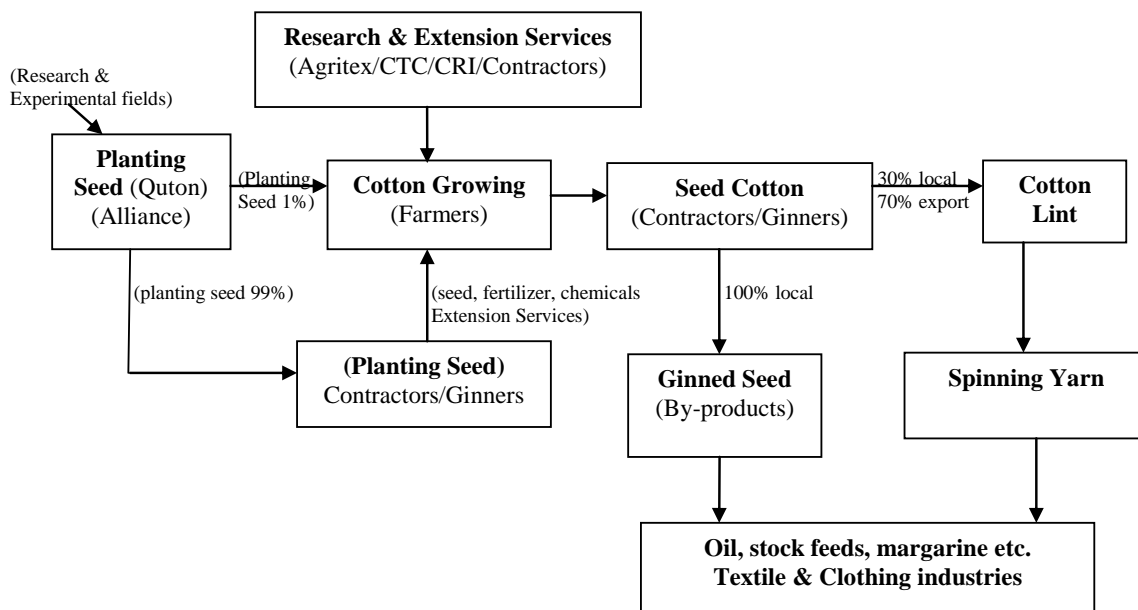 Research & Extension Services
(Agritex/CTC/CRI/Contractors)
(Research &
Experimental fields)
Planting
Seed (Quton)
(Alliance)
(Planting
Seed 1%)
Cotton Growing
(Farmers)
Seed Cotton
(Contractors/Ginners)
30% local
70% export
Cotton
Lint
(planting seed 99%)
(seed, fertilizer, chemicals
Extension Services)
100% local
(Planting Seed)
Contractors/Ginners
Ginned Seed
(By-products)
Spinning Yarn
Oil, stock feeds, margarine etc.
Textile & Clothing industries